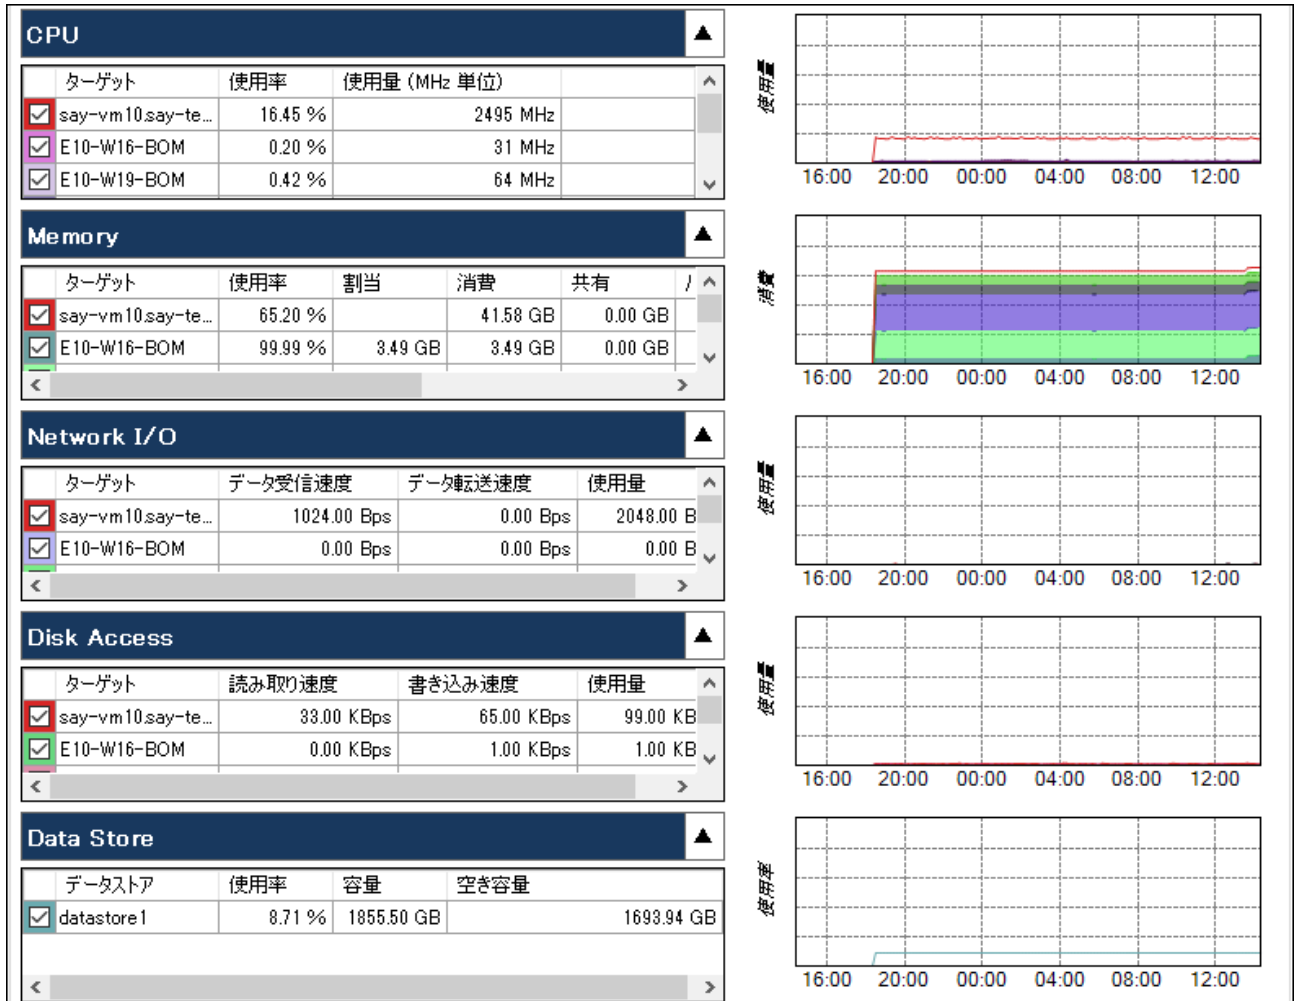 CPU
ターゲット 使用率 使用量 (MHz 単位)
say-vm10.say-te... 16.45 % 2495 MHz
E10-W16-BOM 0.20 % 31 MHz
E10-W19-BOM 0.42 % 64 MHz
使用量
16:00 20:00 00:00 04:00 08:00 12:00
Memory
ターゲット 使用率 割当 消費 共有
say-vm10.say-te... 65.20 % 41.58 GB 0.00 GB
E10-W16-BOM 99.99 % 3.49 GB 3.49 GB 0.00 GB
消費
16:00 20:00 00:00 04:00 08:00 12:00
Network I/O
ターゲット データ受信速度 データ転送速度 使用量
say-vm10.say-te... 1024.00 Bps 0.00 Bps 2048.00 B
E10-W16-BOM 0.00 Bps 0.00 Bps 0.00 B
使用量
16:00 20:00 00:00 04:00 08:00 12:00
Disk Access
ターゲット 読み取り速度 書き込み速度 使用量
say-vm10.say-te... 33.00 KBps 65.00 KBps 99.00 KB
E10-W16-BOM 0.00 KBps 1.00 KBps 1.00 KB
使用量
16:00 20:00 00:00 04:00 08:00 12:00
Data Store
データストア 使用率 容量 空き容量
datastore1 8.71 % 1855.50 GB 1693.94 GB
使用率
16:00 20:00 00:00 04:00 08:00 12:00